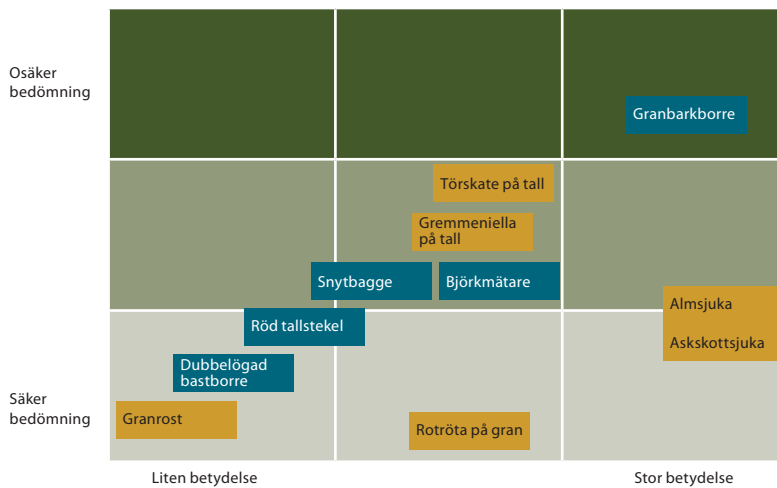 Osäker
bedömning
Granbarkborre
Törskate på tall
Gremmeniella
på tall
Snytbagge
Björkmätare
Almsjuka
Röd tallstekel
Askskottsjuka
Dubbelögad
bastborre
Säker
bedömning
Granrost
Rotröta på gran
Liten betydelse
Stor betydelse